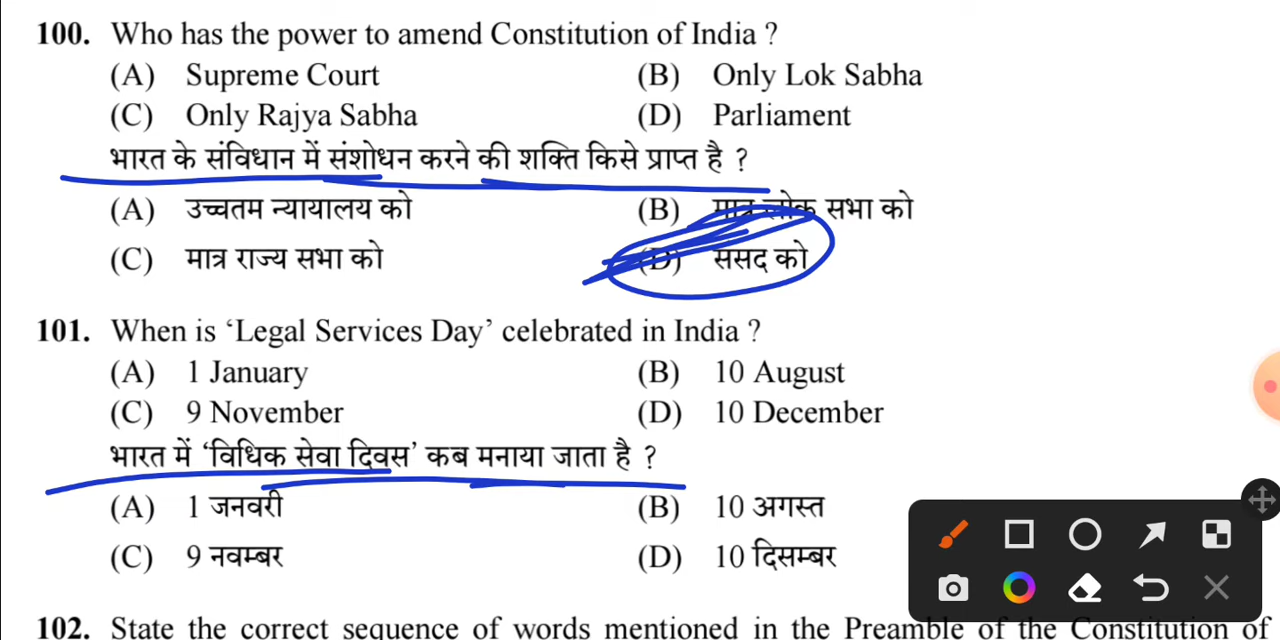 100. Who has the power to amend Constitution of India ?
(A) Supreme Court (B) Only Lok Sabha
(C) Only Rajya Sabha (D) Parliament
भारत के संविधान में संशोधन करने की शक्ति किसे प्राप्त है ?
(A) उच्चतम न्यायालय को (B) मात्र लोक सभा को
(C) मात्र राज्य सभा को (D) संसद को
101. When is ‘Legal Services Day’ celebrated in India ?
(A) 1 January (B) 10 August
(C) 9 November (D) 10 December
भारत में ‘विधिक सेवा दिवस’ कब मनाया जाता है ?
(A) 1 जनवरी (B) 10 अगस्त
(C) 9 नवम्बर (D) 10 दिसम्बर
102. State the correct sequence of words mentioned in the Preamble of the Constitution of